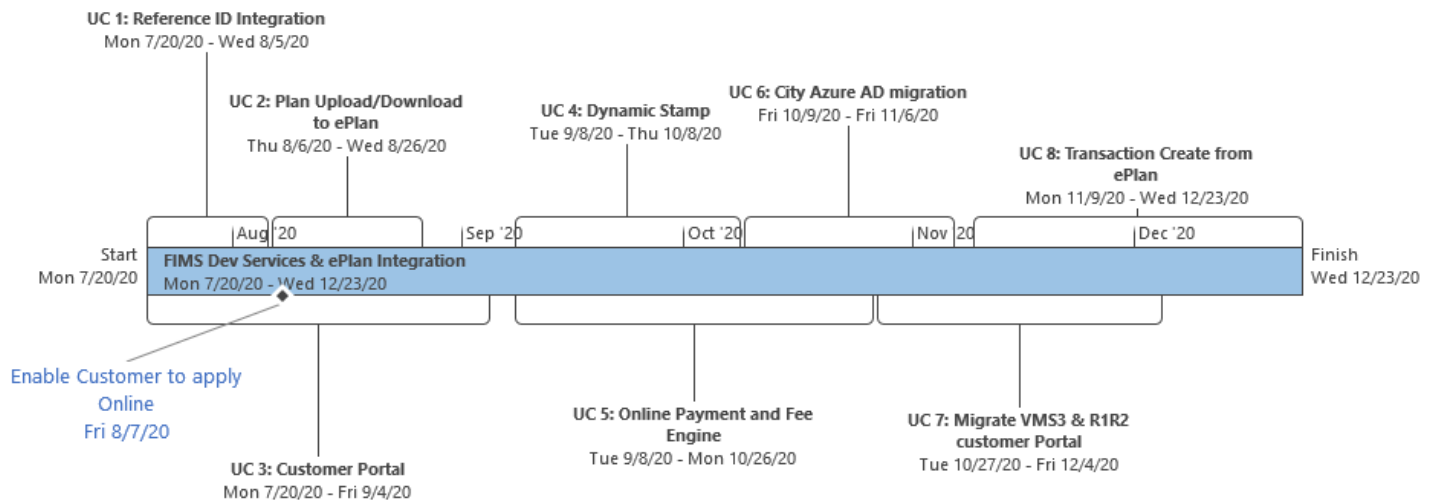 UC 1: Reference ID Integration
Mon 7/20/20 - Wed 8/5/20
UC 2: Plan Upload/Download
to ePlan
Thu 8/6/20 - Wed 8/26/20
UC 4: Dynamic Stamp
Tue 9/8/20 - Thu 10/8/20
UC 6: City Azure AD migration
Fri 10/9/20 - Fri 11/6/20
UC 8: Transaction Create from
ePlan
Mon 11/9/20 - Wed 12/23/20
Aug '20
Sep '20
Oct '20
Nov '20
Dec '20
Start
Mon 7/20/20
FIMS Dev Services & ePlan Integration
Mon 7/20/20 - Wed 12/23/20
Finish
Wed 12/23/20
Enable Customer to apply
Online
Fri 8/7/20
UC 3: Customer Portal
Mon 7/20/20 - Fri 9/4/20
UC 5: Online Payment and Fee
Engine
Tue 9/8/20 - Mon 10/26/20
UC 7: Migrate VMS3 & R1R2
customer Portal
Tue 10/27/20 - Fri 12/4/20